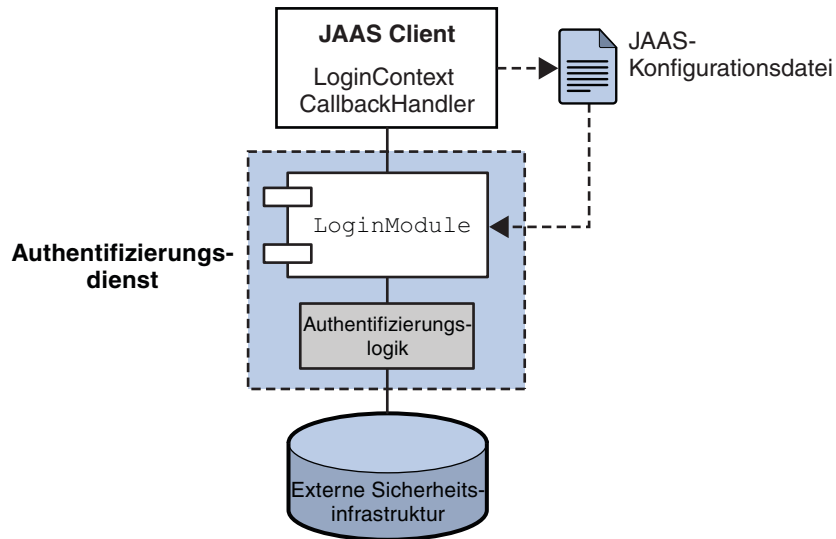 JAAS Client
LoginContext
CallbackHandler
JAAS-
Konfigurationsdatei
LoginModule
Authentifizierungs-
dienst
Authentifizierungs-
logik
Externe Sicherheits-
infrastruktur